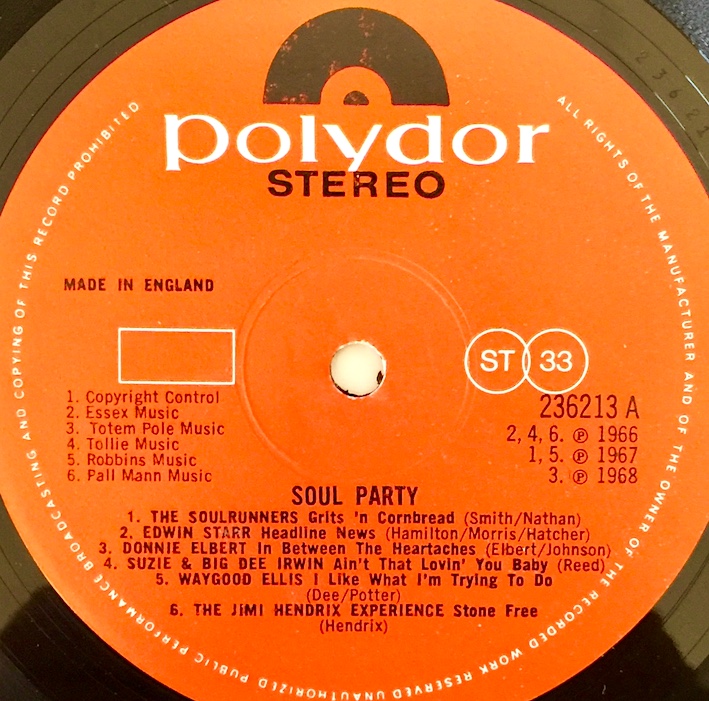 polydor
STEREO
ALL RIGHTS OF THE MANUFACTURER AND OF THE OWNER OF THE RECORDED WORK RESERVED UNAUTHORIZED PUBLIC PERFORMANCE BROADCASTING AND COPYING OF THIS RECORD PROHIBITED
MADE IN ENGLAND
ST 33
236213 A
1. Copyright Control
2. Essex Music
3. Totem Pole Music
4. Tollie Music
5. Robbins Music
6. Pall Mann Music
2, 4, 6. ℗ 1966
1, 5. ℗ 1967
3. ℗ 1968
SOUL PARTY
1. THE SOULRUNNERS Grits 'n Cornbread (Smith/Nathan)
2. EDWIN STARR Headline News (Hamilton/Morris/Hatcher)
3. DONNIE ELBERT In Between The Heartaches (Elbert/Johnson)
4. SUZIE & BIG DEE IRWIN Ain't That Lovin' You Baby (Reed)
5. WAYGOOD ELLIS I Like What I'm Trying To Do
(Dee/Potter)
6. THE JIMI HENDRIX EXPERIENCE Stone Free
(Hendrix)